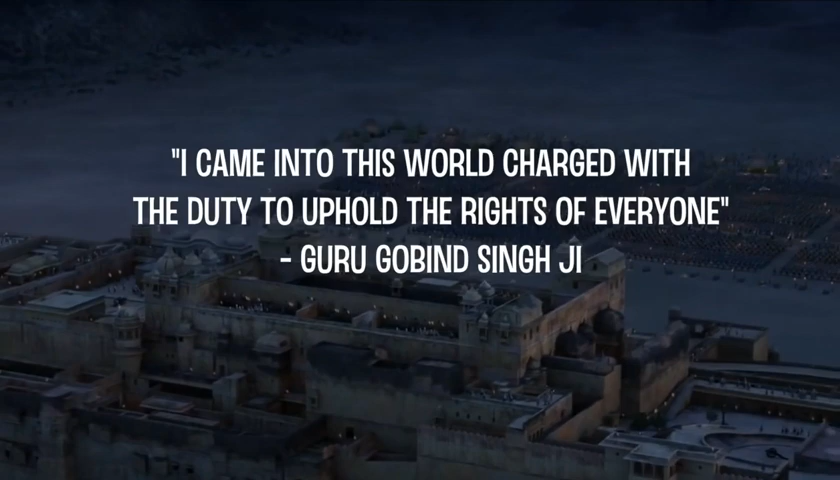 "I CAME INTO THIS WORLD CHARGED WITH
THE DUTY TO UPHOLD THE RIGHTS OF EVERYONE"
- GURU GOBIND SINGH JI